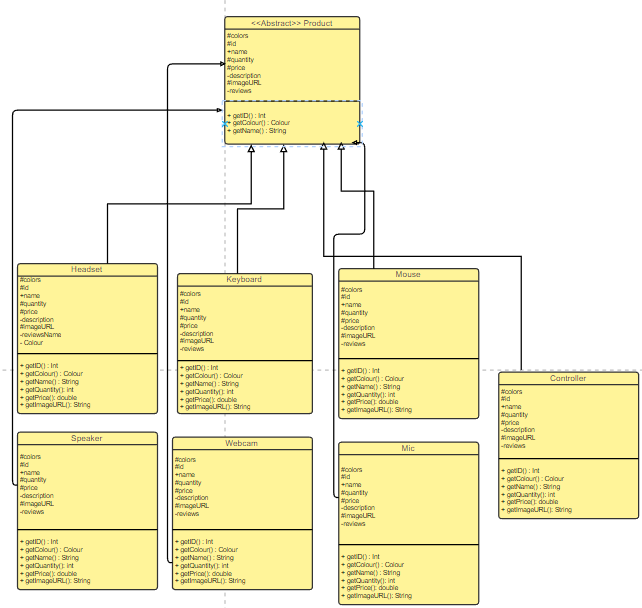 <<Abstract>> Product
#colors
#id
+name
#quantity
#price
-description
#imageURL
-reviews
+ getID() : Int
+ getColour() : Colour
+ getName() : String
Headset
#colors
#id
+name
#quantity
#price
-description
#imageURL
-reviewsName
- Colour
+ getID() : Int
+ getColour() : Colour
+ getName() : String
+ getQuantity(): int
+ getPrice(): double
+ getImageURL(): String
Keyboard
#colors
#id
+name
#quantity
#price
-description
#imageURL
-reviews
+ getID() : Int
+ getColour() : Colour
+ getName() : String
+ getQuantity(): int
+ getPrice(): double
+ getImageURL(): String
Mouse
#colors
#id
+name
#quantity
#price
-description
#imageURL
-reviews
+ getID() : Int
+ getColour() : Colour
+ getName() : String
+ getQuantity(): int
+ getPrice(): double
+ getImageURL(): String
Controller
#colors
#id
+name
#quantity
#price
-description
#imageURL
-reviews
+ getID() : Int
+ getColour() : Colour
+ getName() : String
+ getQuantity(): int
+ getPrice(): double
+ getImageURL(): String
Speaker
#colors
#id
+name
#quantity
#price
-description
#imageURL
-reviews
+ getID() : Int
+ getColour() : Colour
+ getName() : String
+ getQuantity(): int
+ getPrice(): double
+ getImageURL(): String
Webcam
#colors
#id
+name
#quantity
#price
-description
#imageURL
-reviews
+ getID() : Int
+ getColour() : Colour
+ getName() : String
+ getQuantity(): int
+ getPrice(): double
+ getImageURL(): String
Mic
#colors
#id
+name
#quantity
#price
-description
#imageURL
-reviews
+ getID() : Int
+ getColour() : Colour
+ getName() : String
+ getQuantity(): int
+ getPrice(): double
+ getImageURL(): String